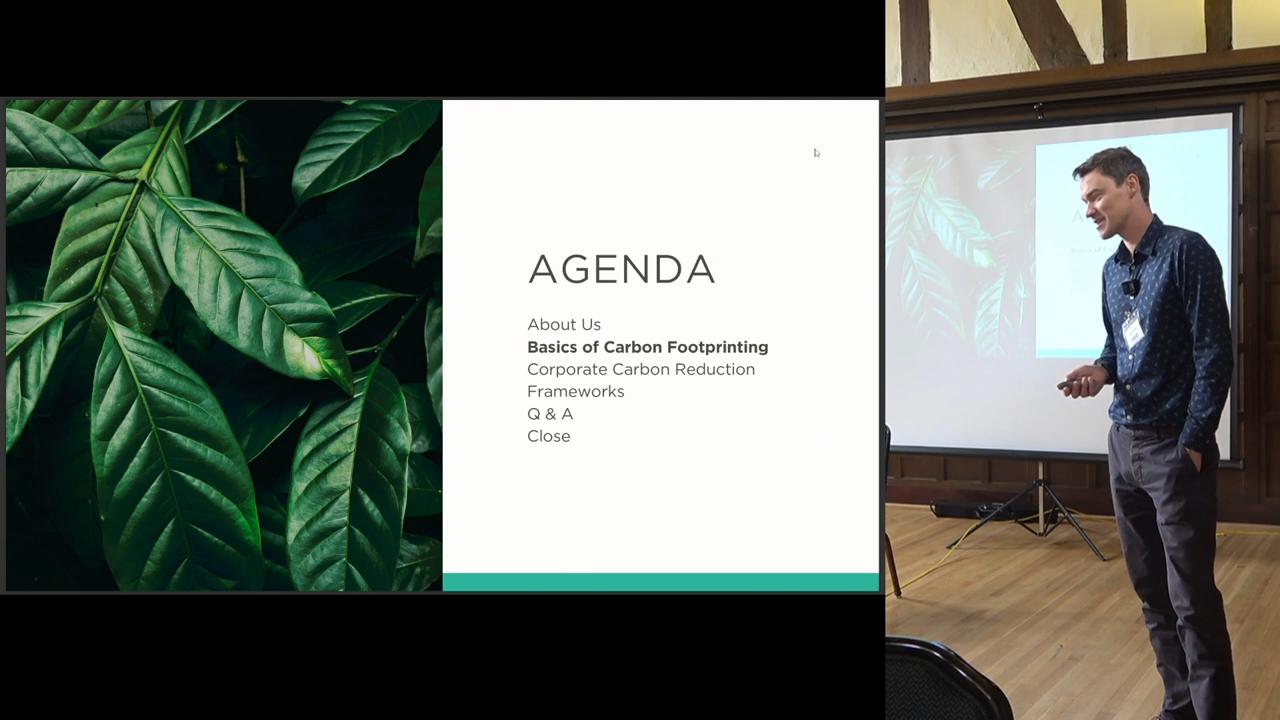 AGENDA
About Us
Basics of Carbon Footprinting
Corporate Carbon Reduction
Frameworks
Q & A
Close